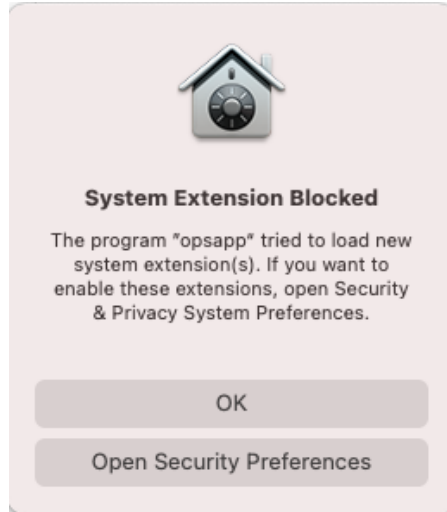 System Extension Blocked
The program "opsapp" tried to load new
system extension(s). If you want to
enable these extensions, open Security
& Privacy System Preferences.
OK
Open Security Preferences